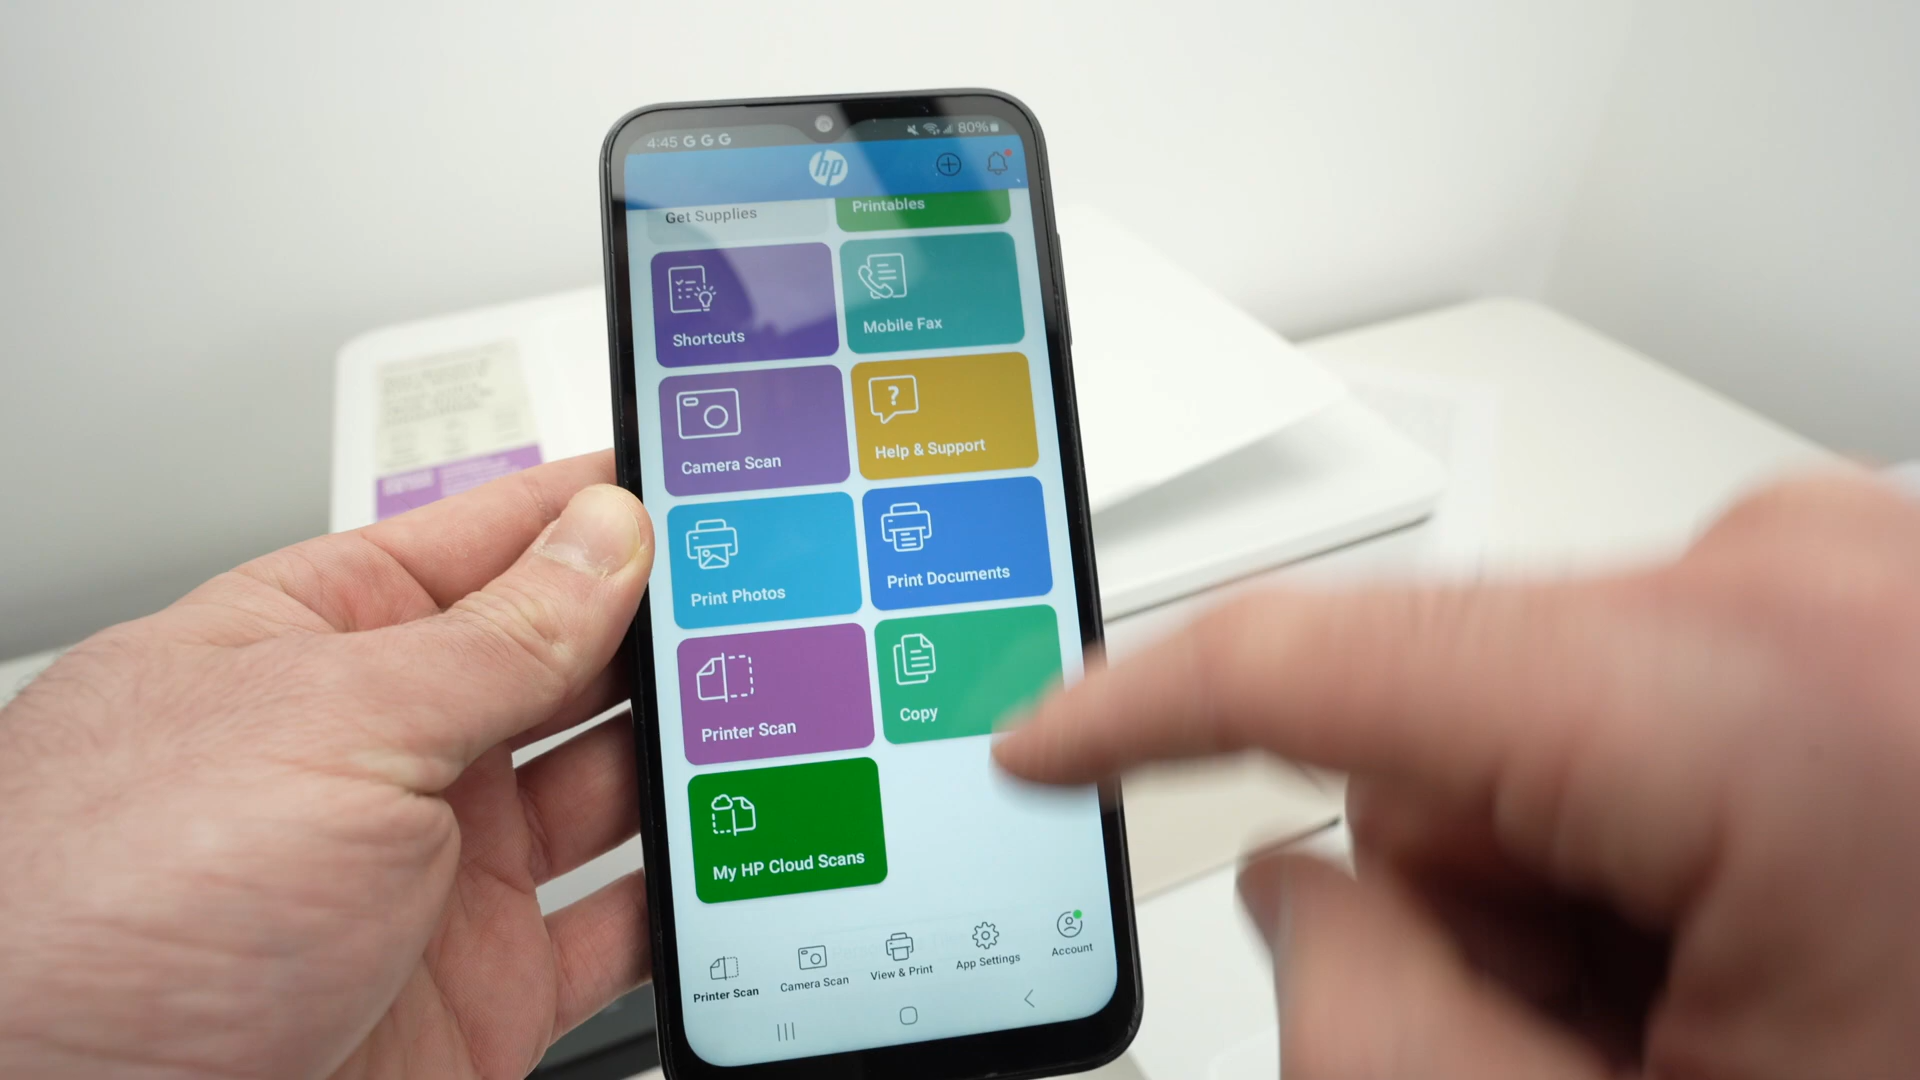 4:45 G G G 80%
hp
Get Supplies Printables
Shortcuts Mobile Fax
Camera Scan ? Help & Support
Print Photos Print Documents
Printer Scan Copy
My HP Cloud Scans
Printer Scan Camera Scan View & Print App Settings Account